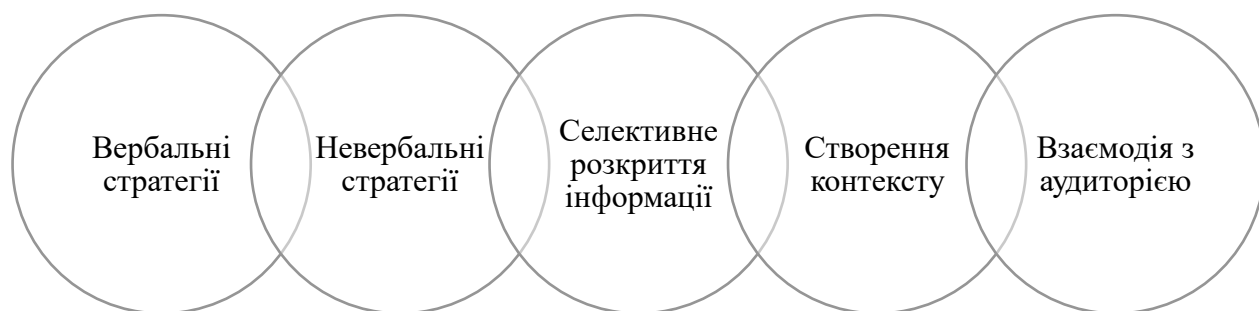 Вербальні
стратегії
Невербальні
стратегії
Селективне
розкриття
інформації
Створення
контексту
Взаємодія з
аудиторією